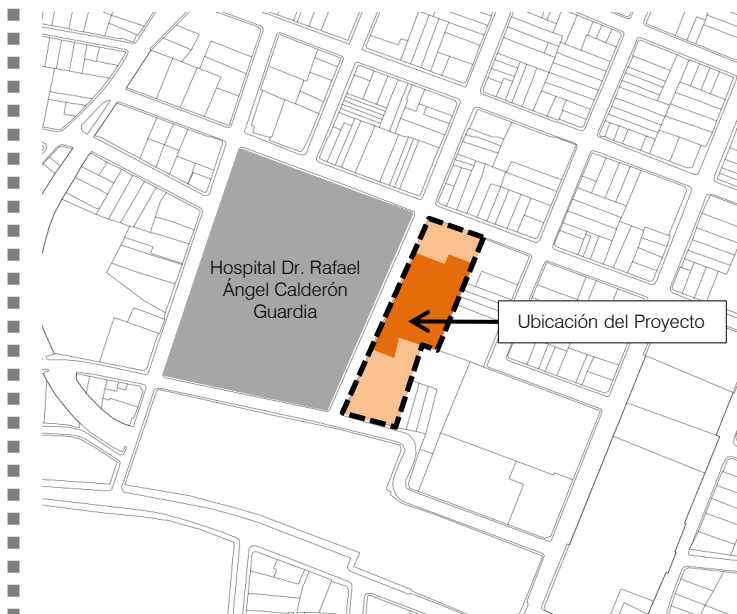 Hospital Dr. Rafael
Ángel Calderón
Guardia
Ubicación del Proyecto